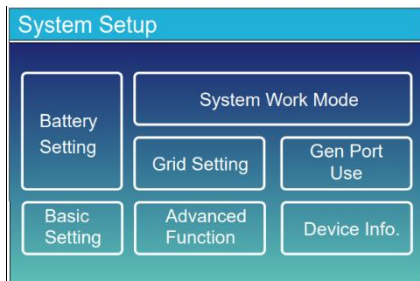 System Setup
Battery
Setting
System Work Mode
Grid Setting
Gen Port
Use
Basic
Setting
Advanced
Function
Device Info.